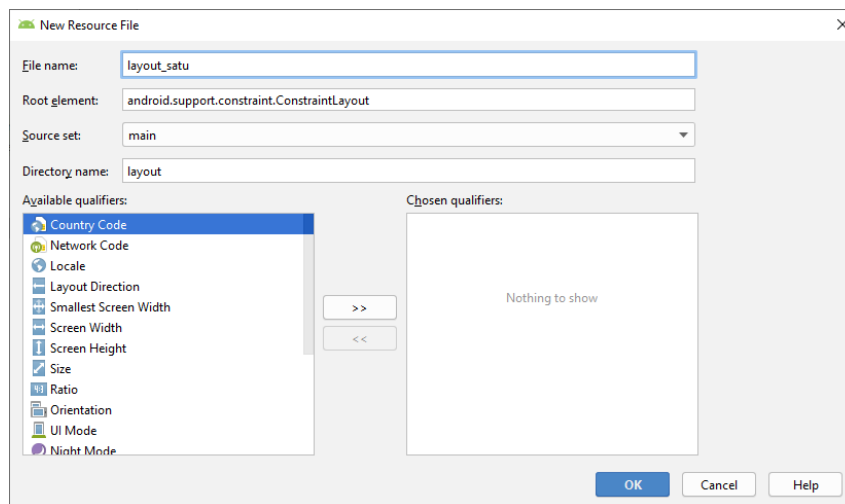 New Resource File
File name: layout_satu
Root element: android.support.constraint.ConstraintLayout
Source set: main
Directory name: layout
Available qualifiers:
Country Code
Network Code
Locale
Layout Direction
Smallest Screen Width
Screen Width
Screen Height
Size
Ratio
Orientation
UI Mode
Night Mode
>>
<<
Chosen qualifiers:
Nothing to show
OK Cancel Help